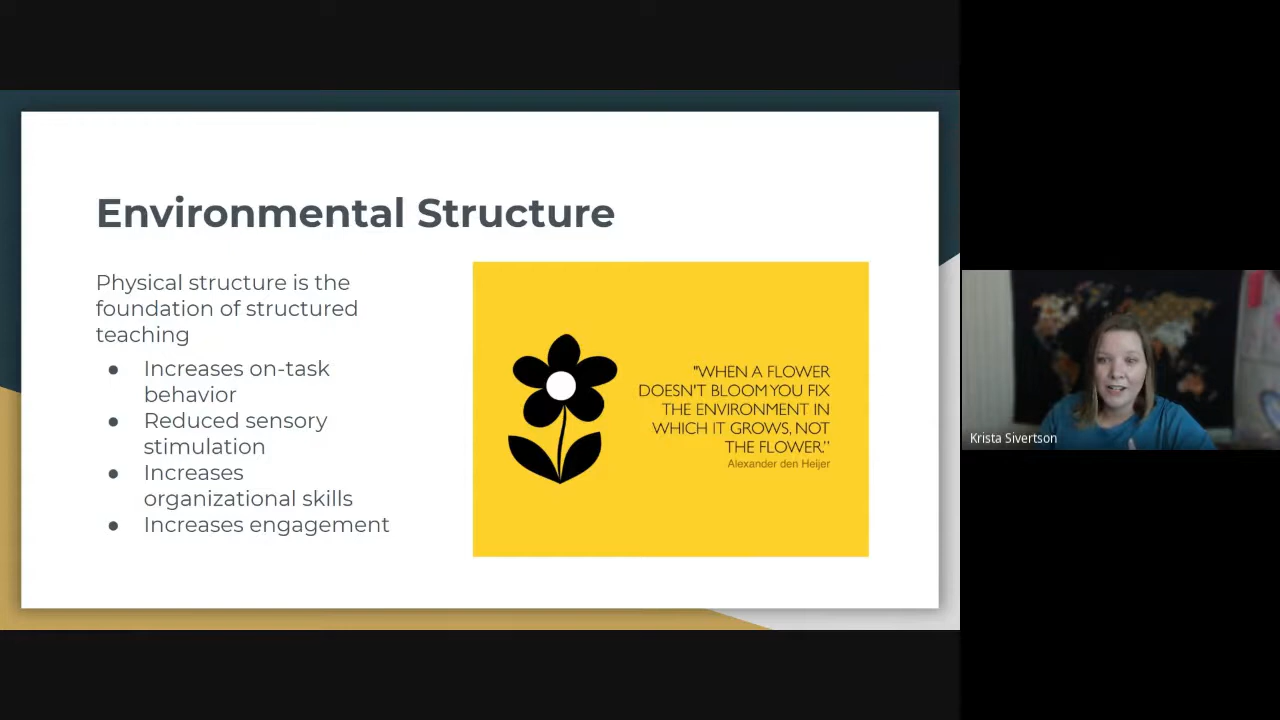 Environmental Structure
Physical structure is the
foundation of structured
teaching
● Increases on-task
behavior
● Reduced sensory
stimulation
● Increases
organizational skills
● Increases engagement
"WHEN A FLOWER
DOESN'T BLOOM YOU FIX
THE ENVIRONMENT IN
WHICH IT GROWS, NOT
THE FLOWER."
Alexander den Heijer
Krista Sivertson